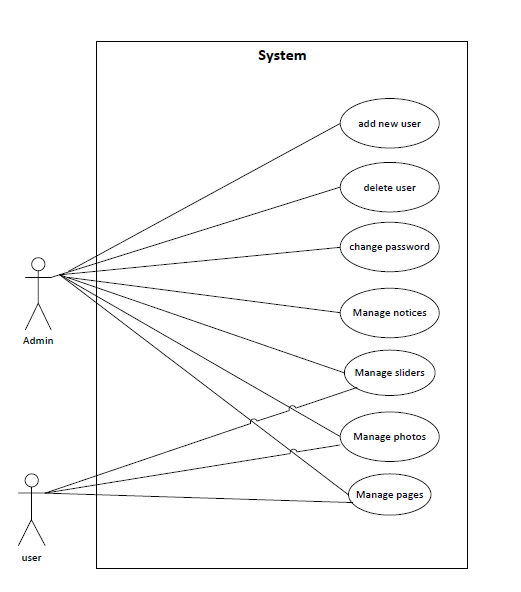 System
add new user
delete user
change password
Manage notices
Admin
Manage sliders
Manage photos
Manage pages
user